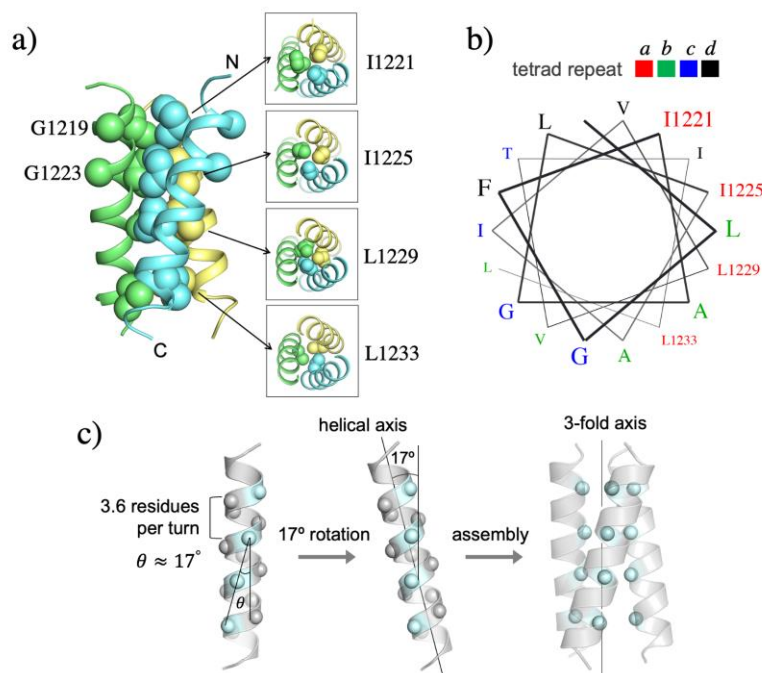 a)
N
G1219
G1223
C
I1221
I1225
L1229
L1233
b)
a b c d
tetrad repeat
V
L
I1221
T
I
F
I1225
I
L
L
L1229
G
A
V
L1233
G
A
c)
helical axis
3-fold axis
17º
3.6 residues
per turn
17º rotation
assembly
θ ≈ 17°
θ